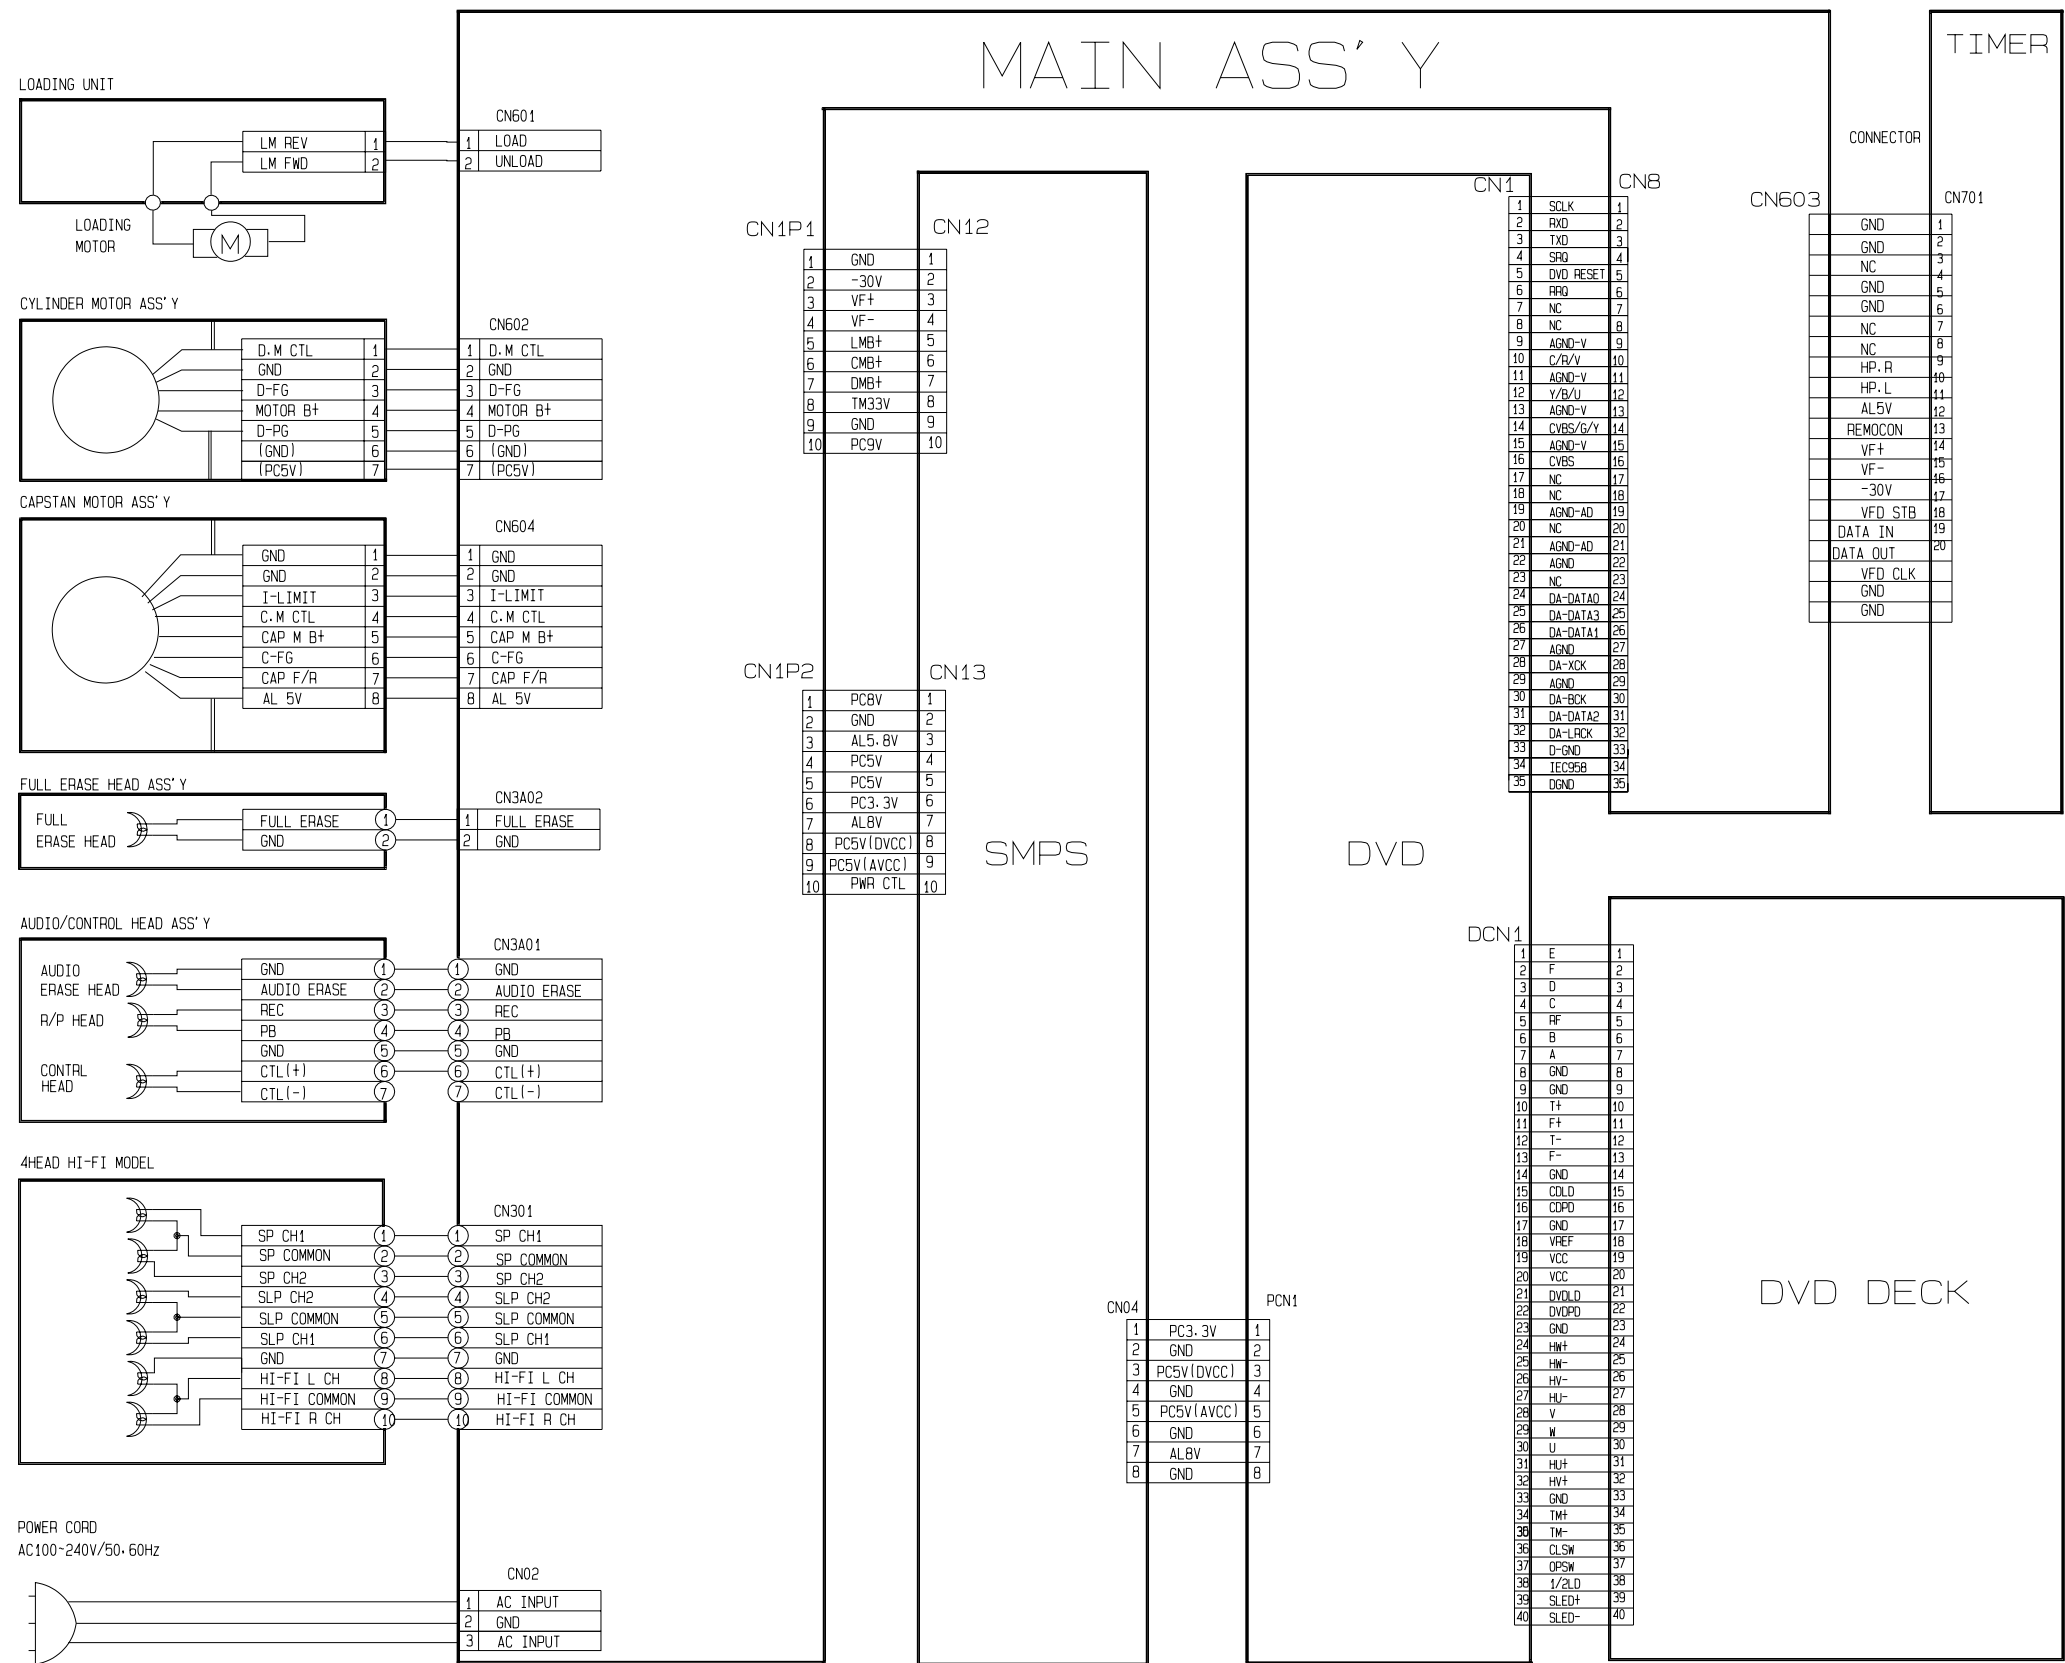 MAIN ASS'Y
TIMER
LOADING UNIT
LM REV 1
LM FWD 2
LOADING
MOTOR
M
CN601
1 LOAD
2 UNLOAD
CYLINDER MOTOR ASS'Y
D.M CTL 1
GND 2
D-FG 3
MOTOR B+ 4
D-PG 5
(GND) 6
(PC5V) 7
CN602
1 D.M CTL
2 GND
3 D-FG
4 MOTOR B+
5 D-PG
6 (GND)
7 (PC5V)
CAPSTAN MOTOR ASS'Y
GND 1
GND 2
I-LIMIT 3
C.M CTL 4
CAP M B+ 5
C-FG 6
CAP F/R 7
AL 5V 8
CN604
1 GND
2 GND
3 I-LIMIT
4 C.M CTL
5 CAP M B+
6 C-FG
7 CAP F/R
8 AL 5V
FULL ERASE HEAD ASS'Y
FULL
ERASE HEAD
FULL ERASE 1
GND 2
CN3A02
1 FULL ERASE
2 GND
AUDIO/CONTROL HEAD ASS'Y
AUDIO
ERASE HEAD
R/P HEAD
CONTRL
HEAD
GND 1
AUDIO ERASE 2
REC 3
PB 4
GND 5
CTL(+) 6
CTL(-) 7
CN3A01
1 GND
2 AUDIO ERASE
3 REC
4 PB
5 GND
6 CTL(+)
7 CTL(-)
4HEAD HI-FI MODEL
SP CH1 1
SP COMMON 2
SP CH2 3
SLP CH2 4
SLP COMMON 5
SLP CH1 6
GND 7
HI-FI L CH 8
HI-FI COMMON 9
HI-FI R CH 10
CN301
1 SP CH1
2 SP COMMON
3 SP CH2
4 SLP CH2
5 SLP COMMON
6 SLP CH1
7 GND
8 HI-FI L CH
9 HI-FI COMMON
10 HI-FI R CH
POWER CORD
AC100~240V/50.60Hz
CN02
1 AC INPUT
2 GND
3 AC INPUT
CN1P1 CN12
1 GND 1
2 -30V 2
3 VF+ 3
4 VF- 4
5 LMB+ 5
6 CMB+ 6
7 DMB+ 7
8 TM33V 8
9 GND 9
10 PC9V 10
CN1P2 CN13
1 PC8V 1
2 GND 2
3 AL5.8V 3
4 PC5V 4
5 PC5V 5
6 PC3.3V 6
7 AL8V 7
8 PC5V(DVCC) 8
9 PC5V(AVCC) 9
10 PWR CTL 10
SMPS
CN04 PCN1
1 PC3.3V 1
2 GND 2
3 PC5V(DVCC) 3
4 GND 4
5 PC5V(AVCC) 5
6 GND 6
7 AL8V 7
8 GND 8
DVD
CN1 CN8
1 SCLK 1
2 RXD 2
3 TXD 3
4 SRQ 4
5 DVD RESET 5
6 RRQ 6
7 NC 7
8 NC 8
9 AGND-V 9
10 C/R/V 10
11 AGND-V 11
12 Y/B/U 12
13 AGND-V 13
14 CVBS/G/Y 14
15 AGND-V 15
16 CVBS 16
17 NC 17
18 NC 18
19 AGND-AD 19
20 NC 20
21 AGND-AD 21
22 AGND 22
23 NC 23
24 DA-DATA0 24
25 DA-DATA3 25
26 DA-DATA1 26
27 AGND 27
28 DA-XCK 28
29 AGND 29
30 DA-BCK 30
31 DA-DATA2 31
32 DA-LRCK 32
33 D-GND 33
34 IEC958 34
35 DGND 35
CONNECTOR
CN603 CN701
GND 1
GND 2
NC 3
GND 4
GND 5
NC 6
NC 7
HP.R 8
HP.L 9
AL5V 10
REMOCON 11
VF+ 12
VF- 13
-30V 14
VFD STB 15
DATA IN 16
DATA OUT 17
VFD CLK 18
GND 19
GND 20
DCN1
1 E 1
2 F 2
3 D 3
4 C 4
5 RF 5
6 B 6
7 A 7
8 GND 8
9 GND 9
10 T+ 10
11 F+ 11
12 T- 12
13 F- 13
14 GND 14
15 CDLD 15
16 CDPD 16
17 GND 17
18 VREF 18
19 VCC 19
20 VCC 20
21 DVDLD 21
22 DVDPD 22
23 GND 23
24 HW+ 24
25 HW- 25
26 HV- 26
27 HU- 27
28 V 28
29 W 29
30 U 30
31 HU+ 31
32 HV+ 32
33 GND 33
34 TM+ 34
TM- 35
36 CLSW 36
37 OPSW 37
38 1/2LD 38
39 SLED+ 39
40 SLED- 40
DVD DECK